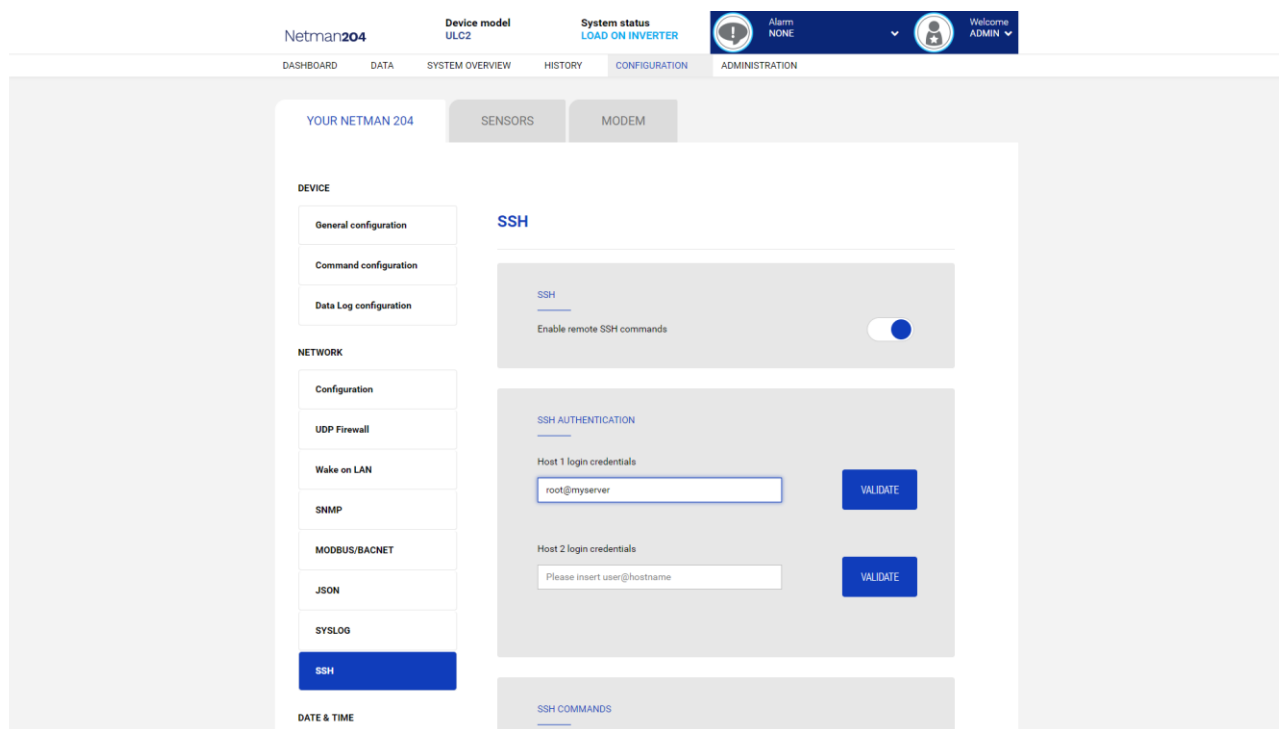 Netman204
Device model
ULC2
System status
LOAD ON INVERTER
Alarm
NONE
Welcome
ADMIN
DASHBOARD DATA SYSTEM OVERVIEW HISTORY CONFIGURATION ADMINISTRATION
YOUR NETMAN 204 SENSORS MODEM
DEVICE
General configuration
Command configuration
Data Log configuration
NETWORK
Configuration
UDP Firewall
Wake on LAN
SNMP
MODBUS/BACNET
JSON
SYSLOG
SSH
DATE & TIME
SSH
SSH
Enable remote SSH commands
SSH AUTHENTICATION
Host 1 login credentials
root@myserver
VALIDATE
Host 2 login credentials
Please insert user@hostname
VALIDATE
SSH COMMANDS